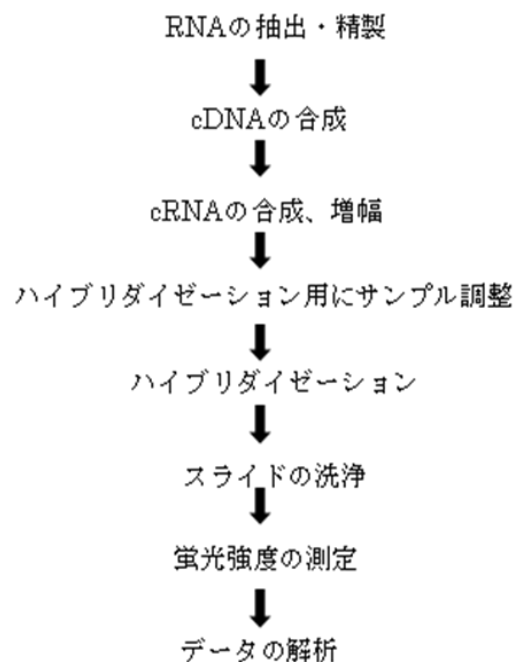 RNAの抽出・精製
cDNAの合成
cRNAの合成、増幅
ハイブリダイゼーション用にサンプル調整
ハイブリダイゼーション
スライドの洗浄
蛍光強度の測定
データの解析